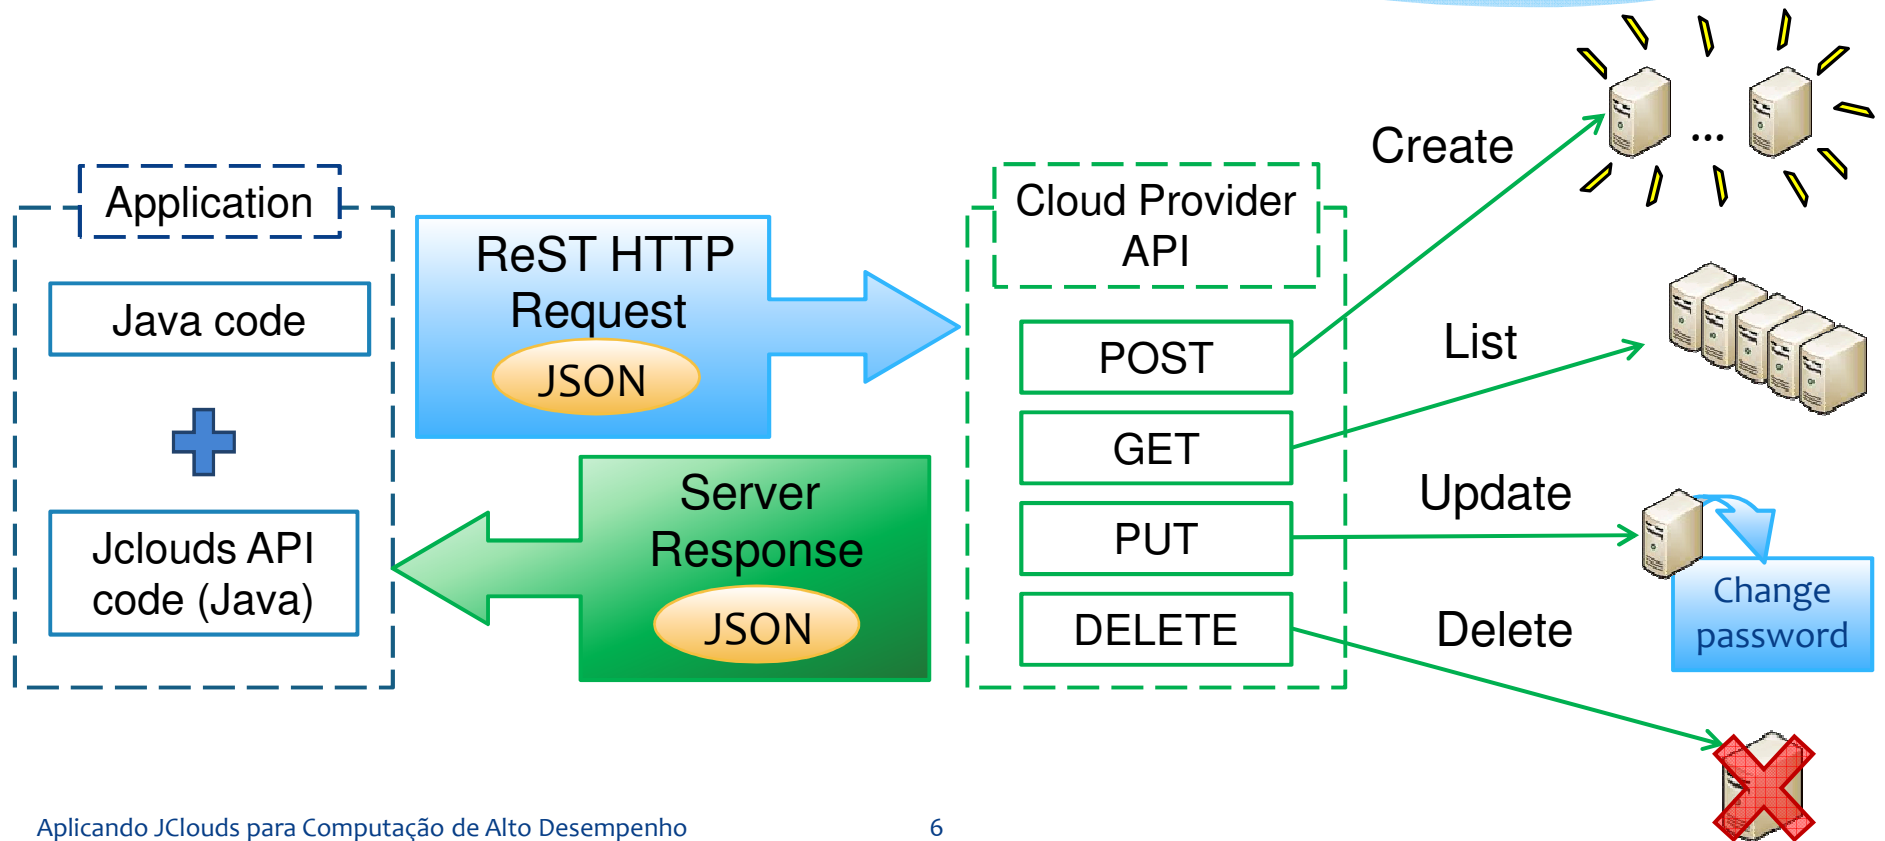 Application
Java code
Jclouds API
code (Java)
ReST HTTP
Request
JSON
Server
Response
JSON
Cloud Provider
API
POST
GET
PUT
DELETE
Create
...
List
Update
Change
password
Delete
Aplicando JClouds para Computação de Alto Desempenho
6